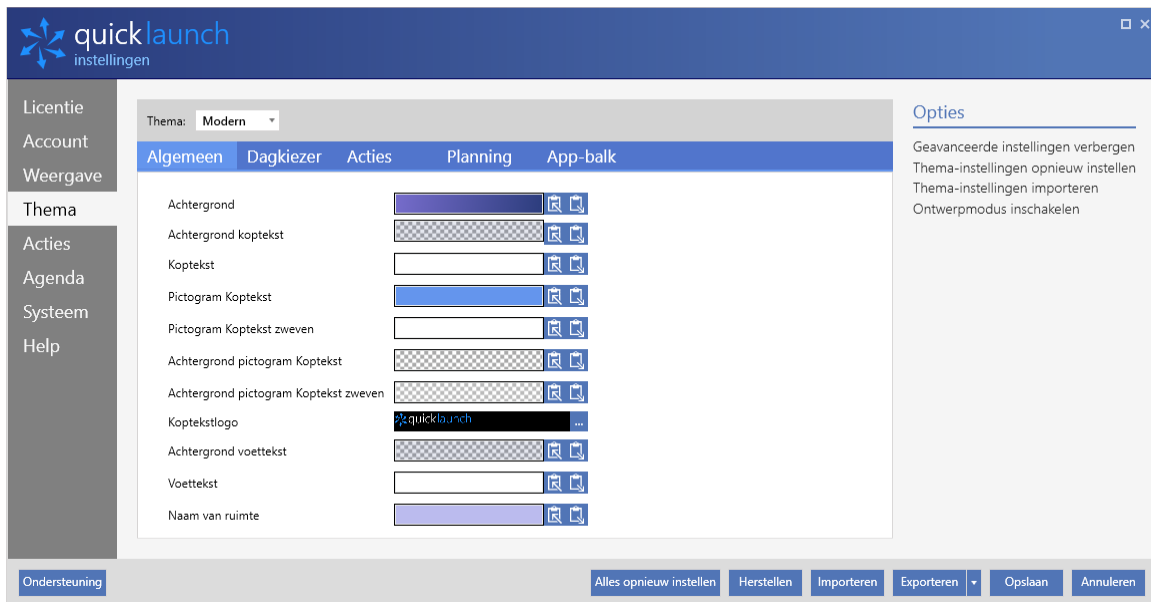 quicklaunch
instellingen
Licentie
Account
Weergave
Thema
Acties
Agenda
Systeem
Help
Thema: Modern
Algemeen Dagkiezer Acties Planning App-balk
Achtergrond
Achtergrond koptekst
Koptekst
Pictogram Koptekst
Pictogram Koptekst zweven
Achtergrond pictogram Koptekst
Achtergrond pictogram Koptekst zweven
Koptekstlogo quicklaunch ...
Achtergrond voettekst
Voettekst
Naam van ruimte
Opties
Geavanceerde instellingen verbergen
Thema-instellingen opnieuw instellen
Thema-instellingen importeren
Ontwerpmodus inschakelen
Ondersteuning Alles opnieuw instellen Herstellen Importeren Exporteren Opslaan Annuleren